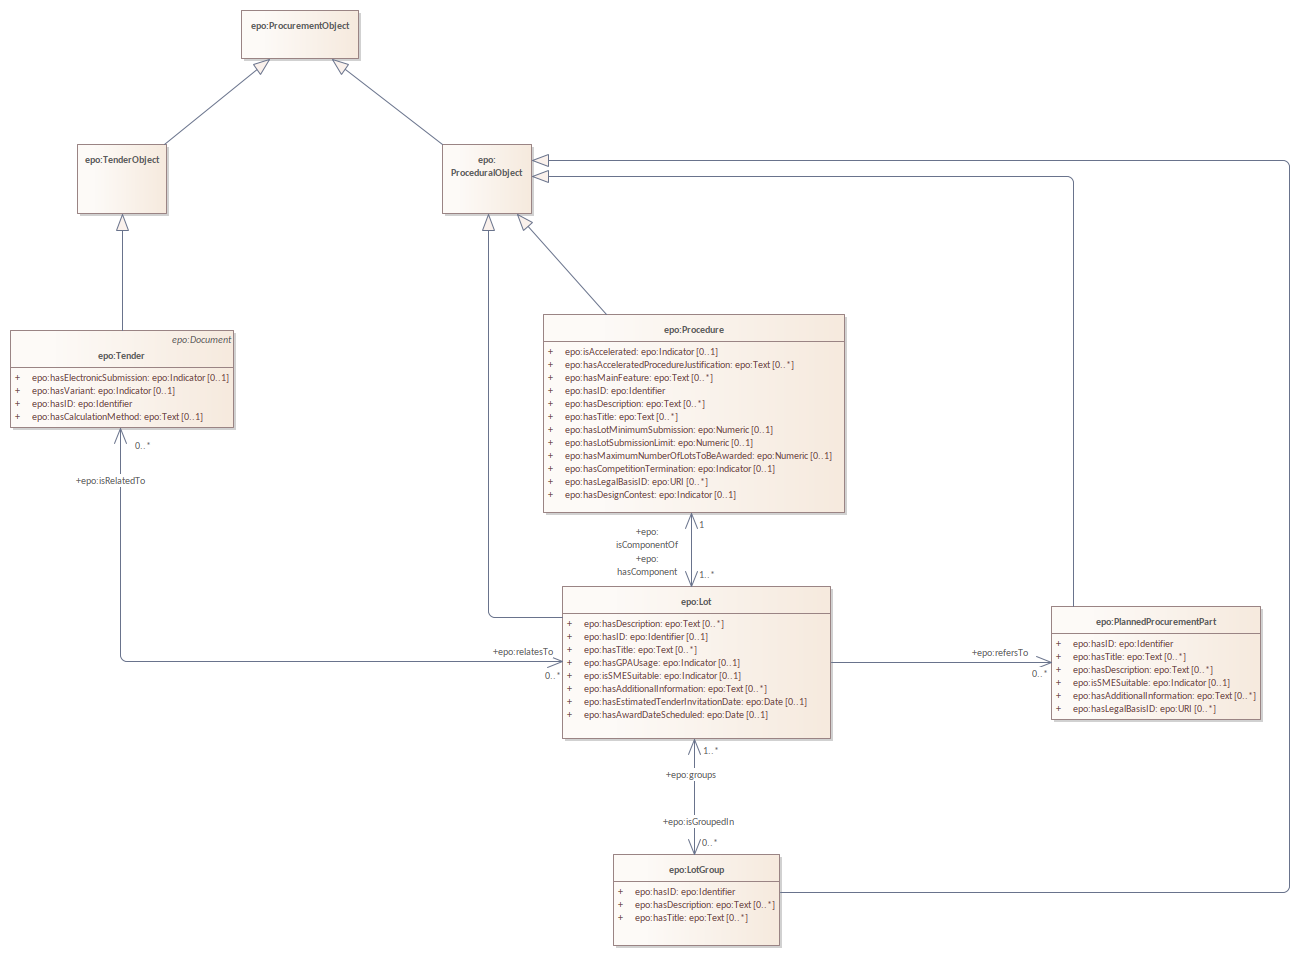 epo:ProcurementObject
epo:TenderObject
epo:
ProceduralObject
epo:Document
epo:Tender
+ epo:hasElectronicSubmission: epo:Indicator [0..1]
+ epo:hasVariant: epo:Indicator [0..1]
+ epo:hasID: epo:Identifier
+ epo:hasCalculationMethod: epo:Text [0..1]
epo:Procedure
+ epo:isAccelerated: epo:Indicator [0..1]
+ epo:hasAcceleratedProcedureJustification: epo:Text [0..*]
+ epo:hasMainFeature: epo:Text [0..*]
+ epo:hasID: epo:Identifier
+ epo:hasDescription: epo:Text [0..*]
+ epo:hasTitle: epo:Text [0..*]
+ epo:hasLotMinimumSubmission: epo:Numeric [0..1]
+ epo:hasLotSubmissionLimit: epo:Numeric [0..1]
+ epo:hasMaximumNumberOfLotsToBeAwarded: epo:Numeric [0..1]
+ epo:hasCompetitionTermination: epo:Indicator [0..1]
+ epo:hasLegalBasisID: epo:URI [0..*]
+ epo:hasDesignContest: epo:Indicator [0..1]
0..*
+epo:isRelatedTo
1
+epo:
isComponentOf
+epo:
hasComponent
1..*
epo:Lot
+ epo:hasDescription: epo:Text [0..*]
+ epo:hasID: epo:Identifier [0..1]
+ epo:hasTitle: epo:Text [0..*]
+ epo:hasGPAUsage: epo:Indicator [0..1]
+ epo:isSMESuitable: epo:Indicator [0..1]
+ epo:hasAdditionalInformation: epo:Text [0..*]
+ epo:hasEstimatedTenderInvitationDate: epo:Date [0..1]
+ epo:hasAwardDateScheduled: epo:Date [0..1]
+epo:relatesTo
0..*
+epo:refersTo
0..*
epo:PlannedProcurementPart
+ epo:hasID: epo:Identifier
+ epo:hasTitle: epo:Text [0..*]
+ epo:hasDescription: epo:Text [0..*]
+ epo:isSMESuitable: epo:Indicator [0..1]
+ epo:hasAdditionalInformation: epo:Text [0..*]
+ epo:hasLegalBasisID: epo:URI [0..*]
1..*
+epo:groups
+epo:isGroupedIn
0..*
epo:LotGroup
+ epo:hasID: epo:Identifier
+ epo:hasDescription: epo:Text [0..*]
+ epo:hasTitle: epo:Text [0..*]